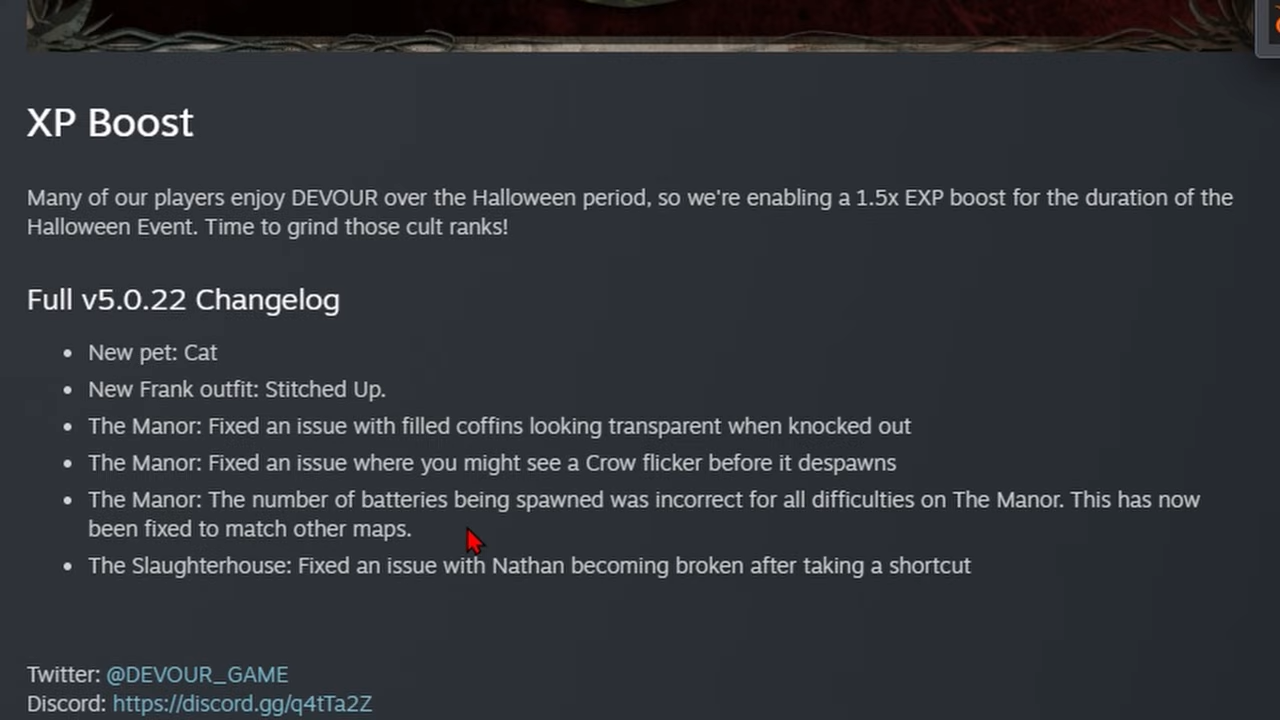 XP Boost
Many of our players enjoy DEVOUR over the Halloween period, so we're enabling a 1.5x EXP boost for the duration of the
Halloween Event. Time to grind those cult ranks!
Full v5.0.22 Changelog
• New pet: Cat
• New Frank outfit: Stitched Up.
• The Manor: Fixed an issue with filled coffins looking transparent when knocked out
• The Manor: Fixed an issue where you might see a Crow flicker before it despawns
• The Manor: The number of batteries being spawned was incorrect for all difficulties on The Manor. This has now
been fixed to match other maps.
• The Slaughterhouse: Fixed an issue with Nathan becoming broken after taking a shortcut
Twitter: @DEVOUR_GAME
Discord: https://discord.gg/q4tTa2Z